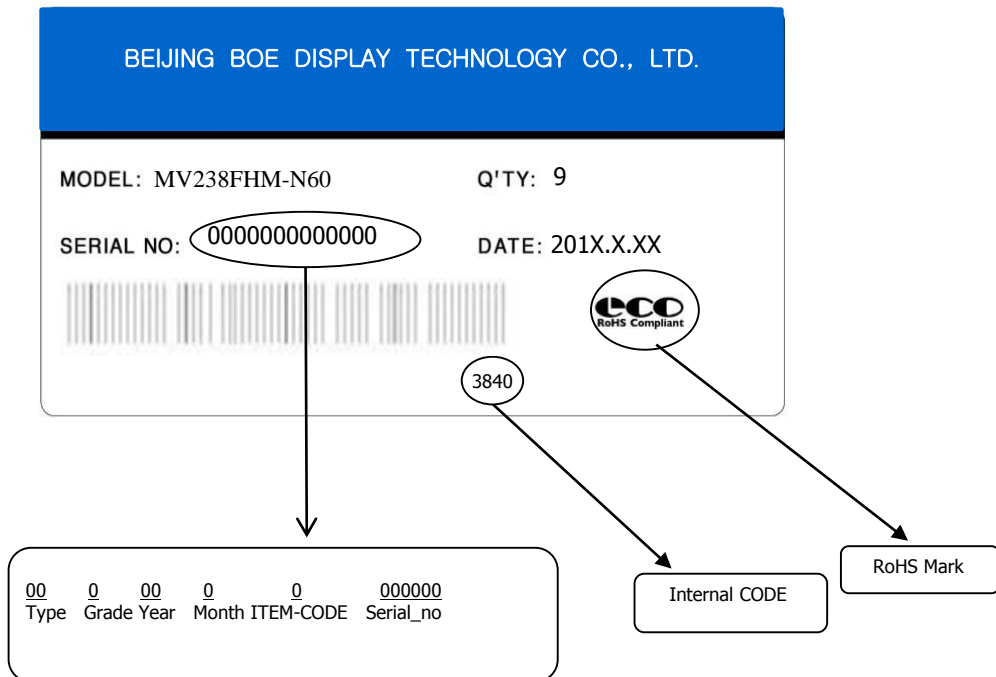 BEIJING BOE DISPLAY TECHNOLOGY CO., LTD.
MODEL: MV238FHM-N60 Q'TY: 9
SERIAL NO: 0000000000000 DATE: 201X.X.XX
eco
RoHS Compliant
3840
RoHS Mark
Internal CODE
00 0 00 0 0 000000
Type Grade Year Month ITEM-CODE Serial_no